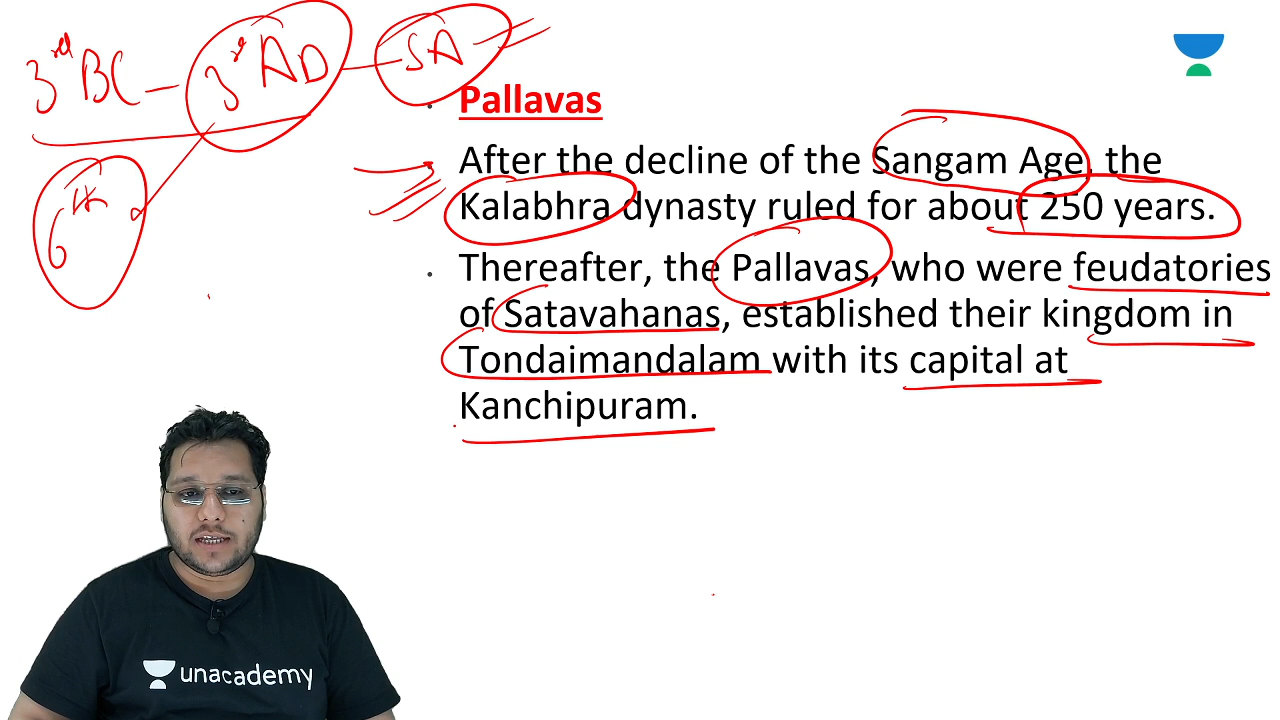 3rd BC - 3rd AD - SA
6th
Pallavas
After the decline of the Sangam Age, the
Kalabhra dynasty ruled for about 250 years.
Thereafter, the Pallavas, who were feudatories
of Satavahanas, established their kingdom in
Tondaimandalam with its capital at
Kanchipuram.
unacademy